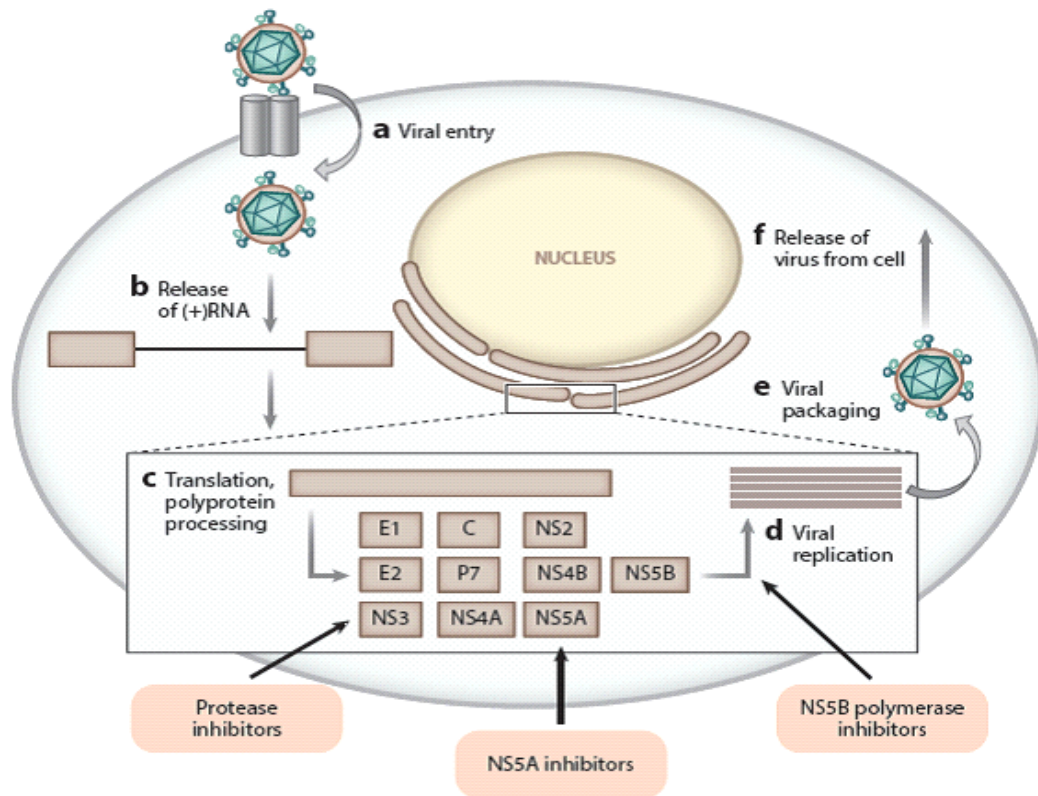 a Viral entry
NUCLEUS
b Release
of (+)RNA
f Release of
virus from cell
e Viral
packaging
c Translation,
polyprotein
processing
E1 C NS2
E2 P7 NS4B NS5B
NS3 NS4A NS5A
d Viral
replication
Protease
inhibitors
NS5A inhibitors
NS5B polymerase
inhibitors